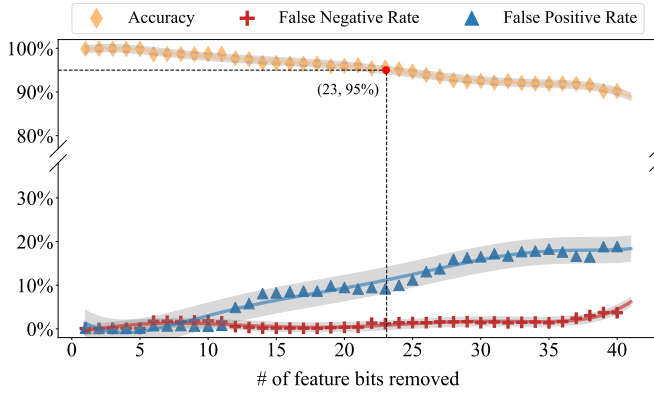 Accuracy False Negative Rate False Positive Rate
100%
90%
(23, 95%)
80%
30%
20%
10%
0%
0 5 10 15 20 25 30 35 40
# of feature bits removed